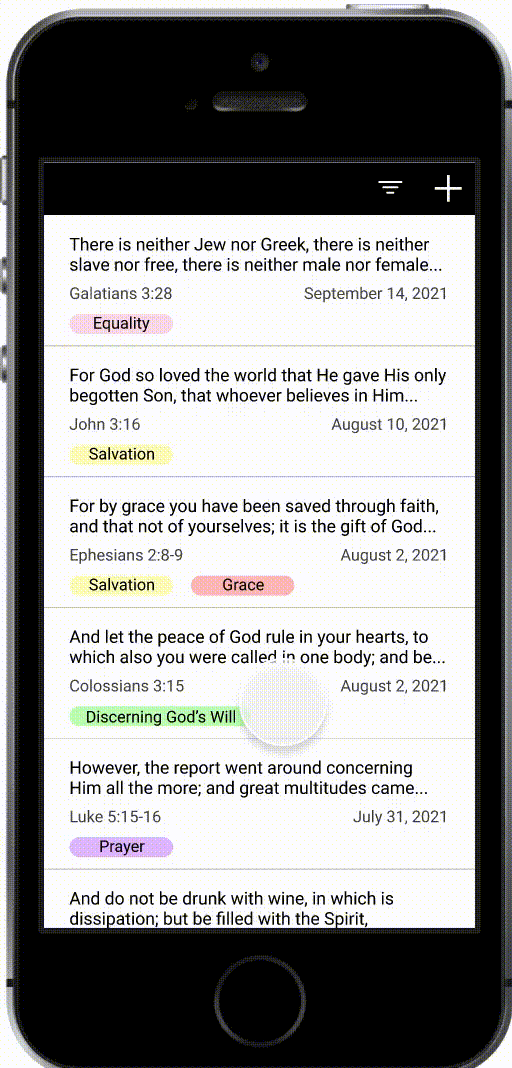 There is neither Jew nor Greek, there is neither
slave nor free, there is neither male nor female...
Galatians 3:28 September 14, 2021
Equality
For God so loved the world that He gave His only
begotten Son, that whoever believes in Him...
John 3:16 August 10, 2021
Salvation
For by grace you have been saved through faith,
and that not of yourselves; it is the gift of God...
Ephesians 2:8-9 August 2, 2021
Salvation Grace
And let the peace of God rule in your hearts, to
which also you were called in one body; and be...
Colossians 3:15 August 2, 2021
Discerning God's Will
However, the report went around concerning
Him all the more; and great multitudes came...
Luke 5:15-16 July 31, 2021
Prayer
And do not be drunk with wine, in which is
dissipation; but be filled with the Spirit,